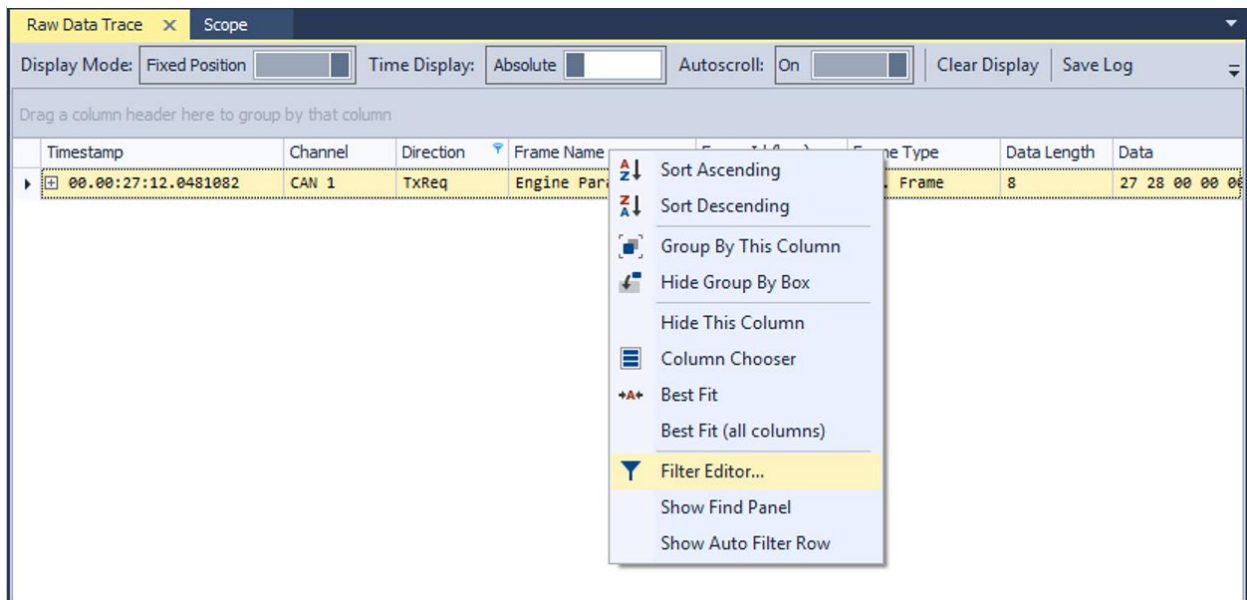 Raw Data Trace Scope
Display Mode: Fixed Position Time Display: Absolute Autoscroll: On Clear Display Save Log
Drag a column header here to group by that column
Timestamp Channel Direction Frame Name Type Data Length Data
00.00:27:12.0481082 CAN 1 TxReq Engine Frame 8 27 28 00 00
Sort Ascending
Sort Descending
Group By This Column
Hide Group By Box
Hide This Column
Column Chooser
Best Fit
Best Fit (all columns)
Filter Editor...
Show Find Panel
Show Auto Filter Row